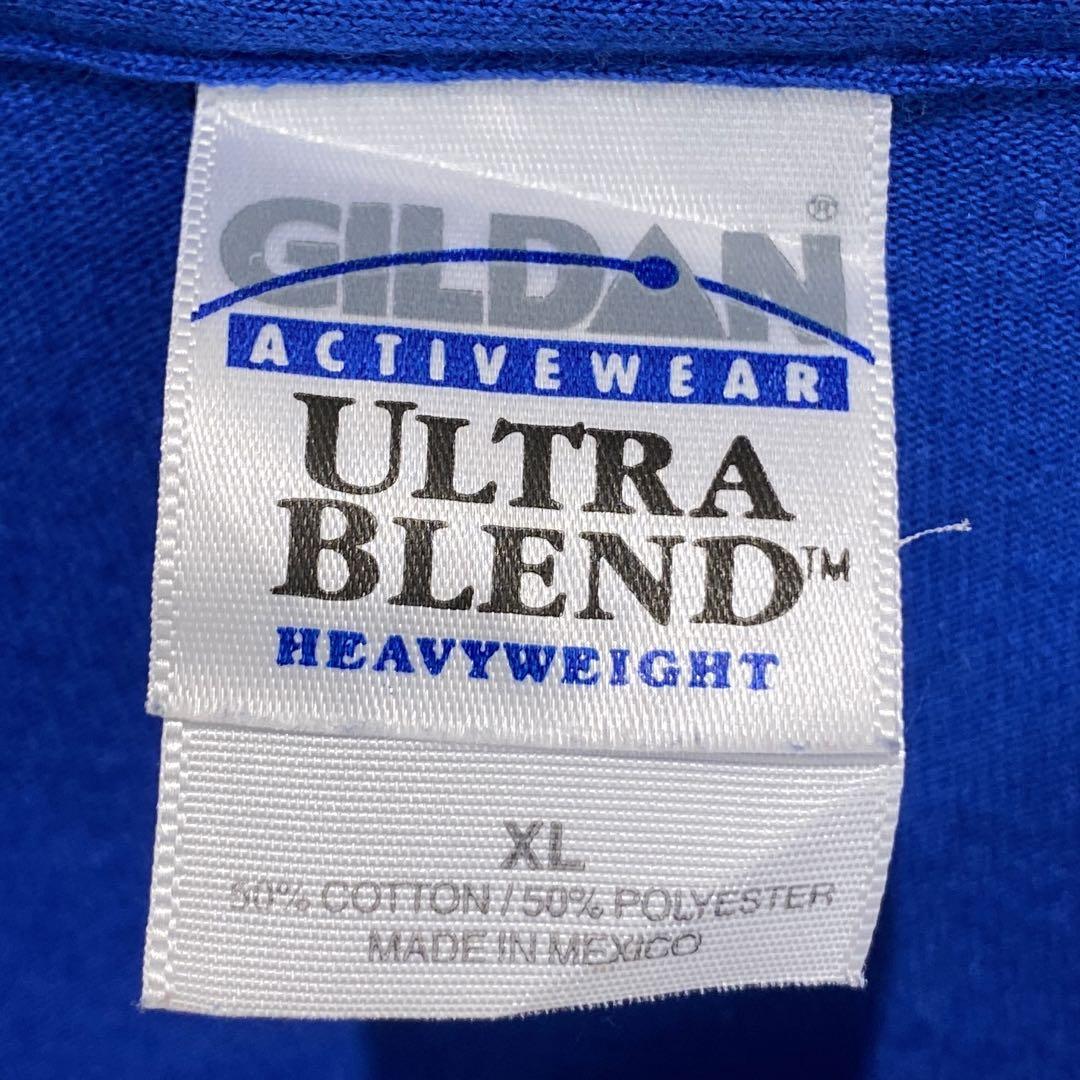 GILDAN®
ACTIVEWEAR
ULTRA
BLEND™
HEAVYWEIGHT
XL
50% COTTON / 50% POLYESTER
MADE IN MEXICO